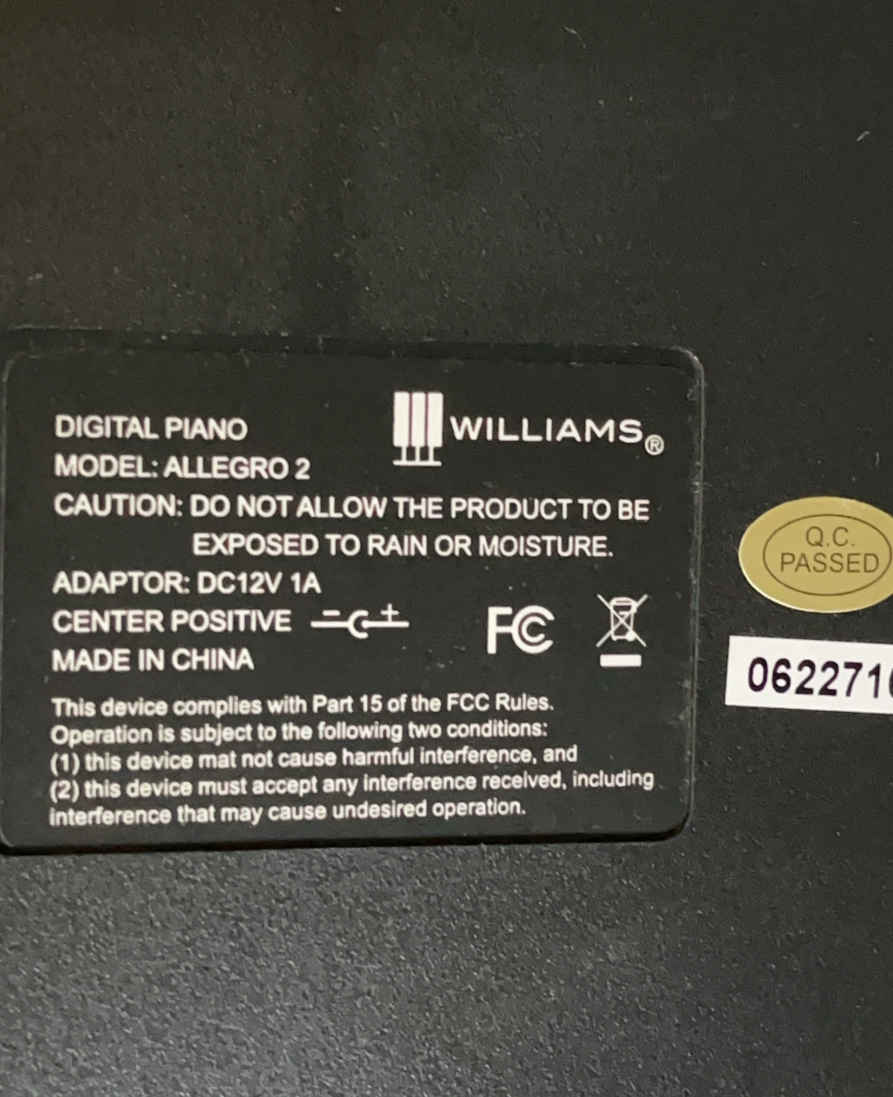 DIGITAL PIANO
WILLIAMS®
MODEL: ALLEGRO 2
CAUTION: DO NOT ALLOW THE PRODUCT TO BE
EXPOSED TO RAIN OR MOISTURE.
ADAPTOR: DC12V 1A
CENTER POSITIVE - +
FC
MADE IN CHINA
This device complies with Part 15 of the FCC Rules.
Operation is subject to the following two conditions:
(1) this device mat not cause harmful interference, and
(2) this device must accept any interference received, including
interference that may cause undesired operation.
Q.C.
PASSED
062271